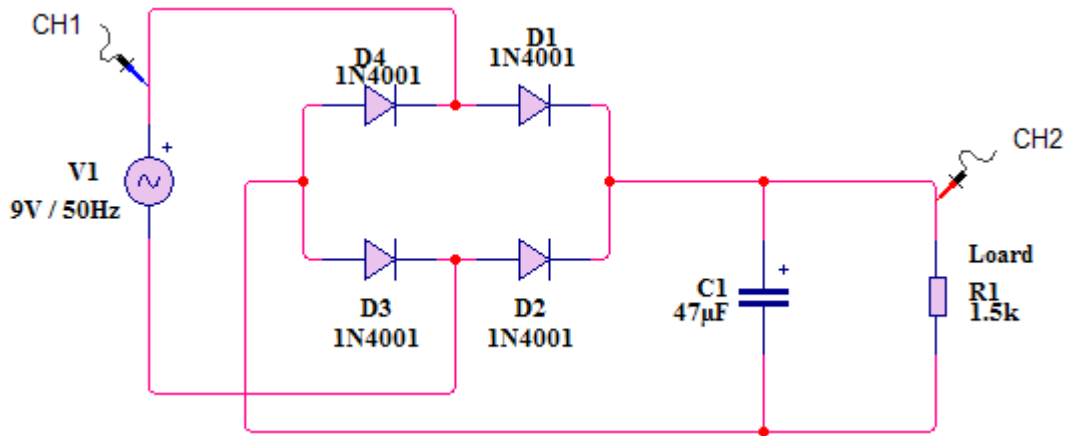 CH1
D4
1N4001
D1
1N4001
CH2
V1
9V / 50Hz
+
D3
1N4001
D2
1N4001
C1
47µF
+
Loard
R1
1.5k